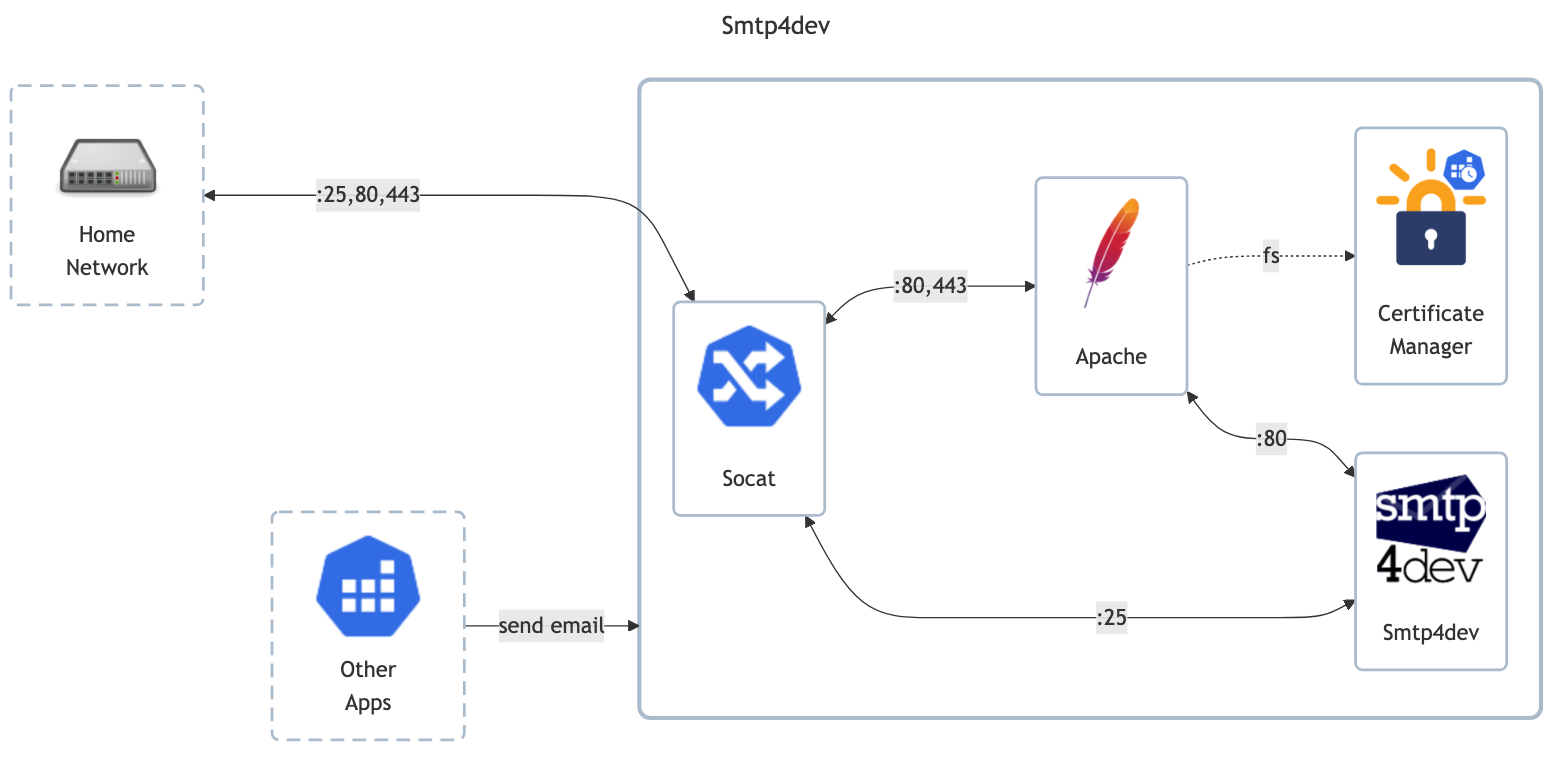 Smtp4dev
Home
Network
:25,80,443
Socat
:80,443
Apache
fs
Certificate
Manager
:80
smtp
4dev
Smtp4dev
:25
Other
Apps
send email